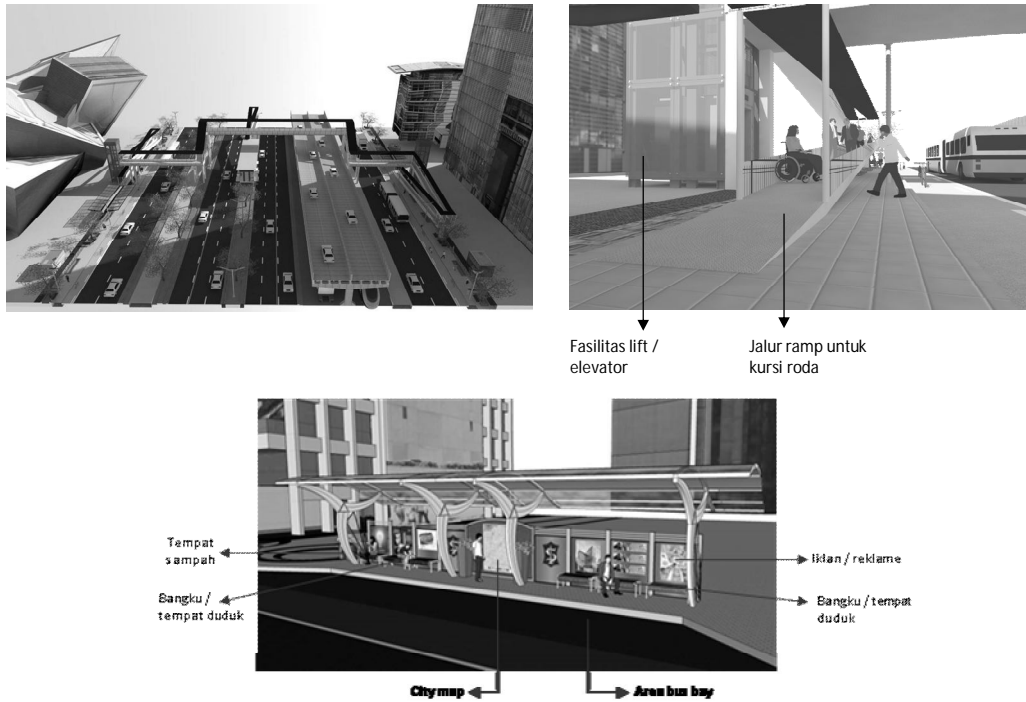 Fasilitas lift /
elevator
Jalur ramp untuk
kursi roda
Tempat
sampah
Bangku /
tempat duduk
Iklan / reklame
Bangku / tempat
duduk
City map
Area bus bay